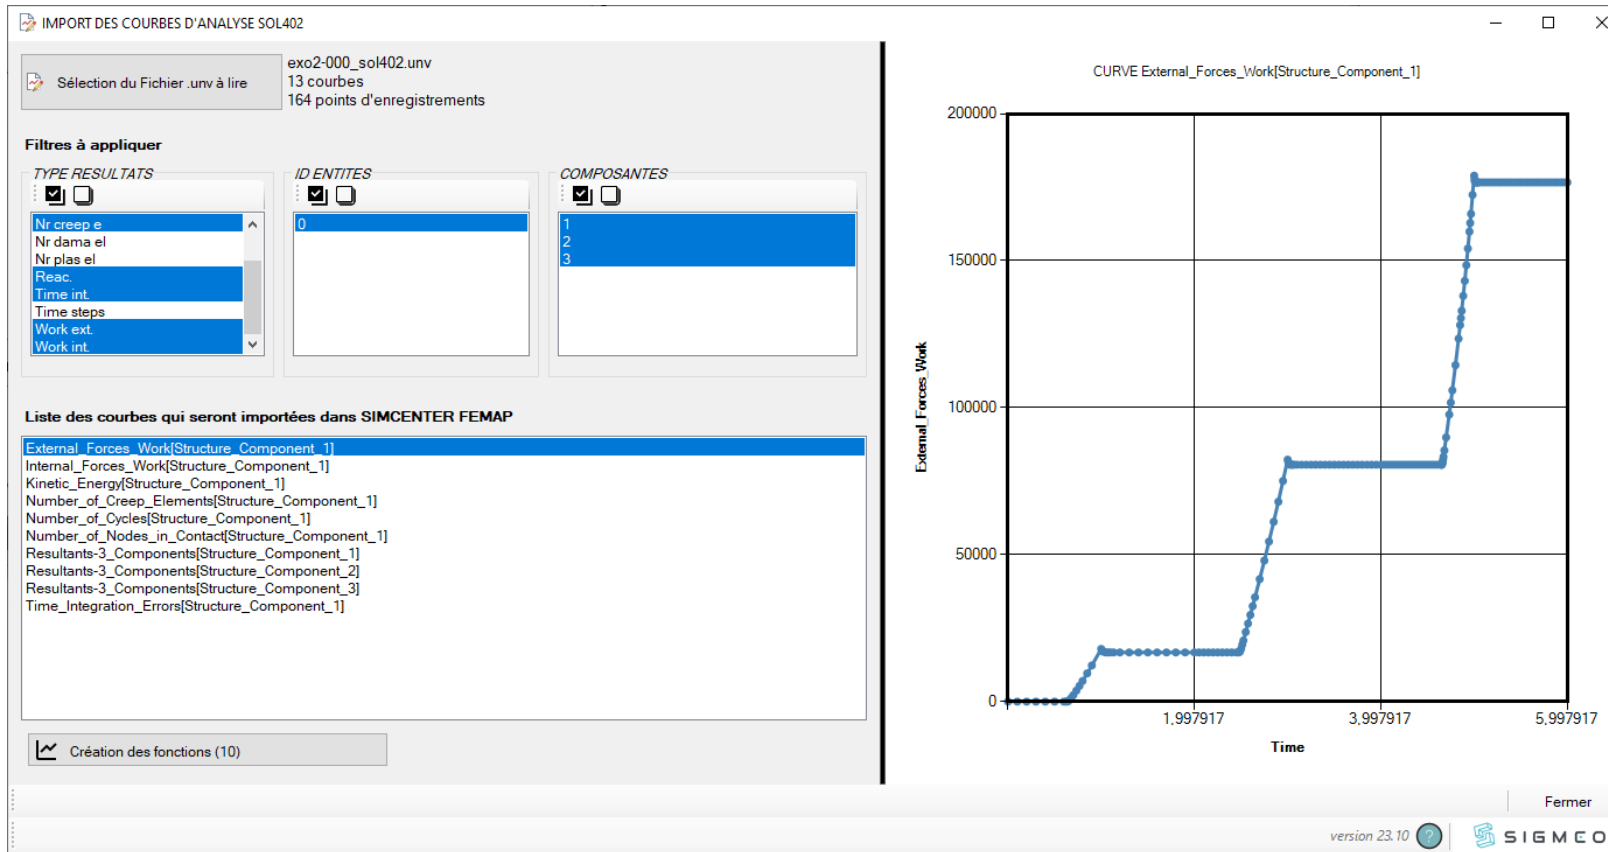 IMPORT DES COURBES D'ANALYSE SOL402
Sélection du Fichier .unv à lire
exo2-000_sol402.unv
13 courbes
164 points d'enregistrements
Filtres à appliquer
TYPE RESULTATS
Nr creep e
Nr dama el
Nr plas el
Reac.
Time int.
Time steps
Work ext.
Work int.
ID ENTITES
0
COMPOSANTES
1
2
3
Liste des courbes qui seront importées dans SIMCENTER FEMAP
External_Forces_Work[Structure_Component_1]
Internal_Forces_Work[Structure_Component_1]
Kinetic_Energy[Structure_Component_1]
Number_of_Creep_Elements[Structure_Component_1]
Number_of_Cycles[Structure_Component_1]
Number_of_Nodes_in_Contact[Structure_Component_1]
Resultants-3_Components[Structure_Component_1]
Resultants-3_Components[Structure_Component_2]
Resultants-3_Components[Structure_Component_3]
Time_Integration_Errors[Structure_Component_1]
Création des fonctions (10)
CURVE External_Forces_Work[Structure_Component_1]
200000
150000
100000
50000
0
External_Forces_Work
1,997917
3,997917
5,997917
Time
Fermer
version 23.10
?
SIGMEO